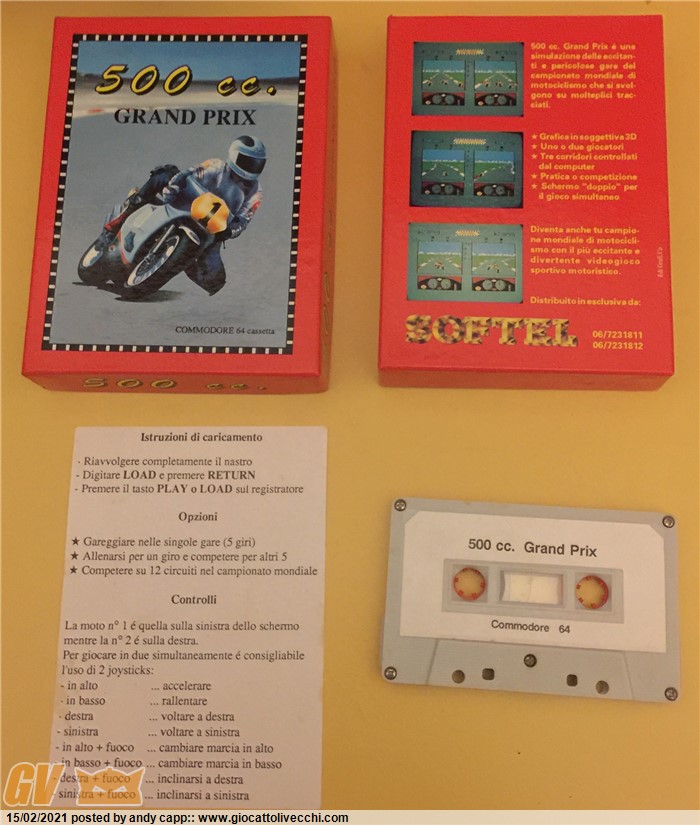 500 cc.
GRAND PRIX
1
COMMODORE 64 cassetta
500 cc.
500 cc. Grand Prix è una
simulazione delle eccitan-
ti e pericolose gare del
campionato mondiale di
motociclismo che si svol-
gono su molteplici trac-
ciati.
★ Grafica in soggettiva 3D
★ Uno o due giocatori
★ Tre corridori controllati
dal computer
★ Pratica o competizione
★ Schermo "doppio" per
il gioco simultaneo
Diventa anche tu campio-
ne mondiale di motocicli-
smo con il più eccitante e
divertente videogioco
sportivo motoristico.
Distribuito in esclusiva da:
SOFTEL
06/7231811
06/7231812
Istruzioni di caricamento
- Riavvolgere completamente il nastro
- Digitare LOAD e premere RETURN
- Premere il tasto PLAY o LOAD sul registratore
Opzioni
★ Gareggiare nelle singole gare (5 giri)
★ Allenarsi per un giro e competere per altri 5
★ Competere su 12 circuiti nel campionato mondiale
Controlli
La moto n° 1 é quella sulla sinistra dello schermo
mentre la n° 2 é sulla destra.
Per giocare in due simultaneamente é consigliabile
l'uso di 2 joysticks:
- in alto ... accelerare
- in basso ... rallentare
- destra ... voltare a destra
- sinistra ... voltare a sinistra
- in alto + fuoco ... cambiare marcia in alto
- in basso + fuoco ... cambiare marcia in basso
- destra + fuoco ... inclinarsi a destra
- sinistra + fuoco ... inclinarsi a sinistra
500 cc. Grand Prix
Commodore 64
GV
15/02/2021 posted by andy capp:: www.giocattolivecchi.com